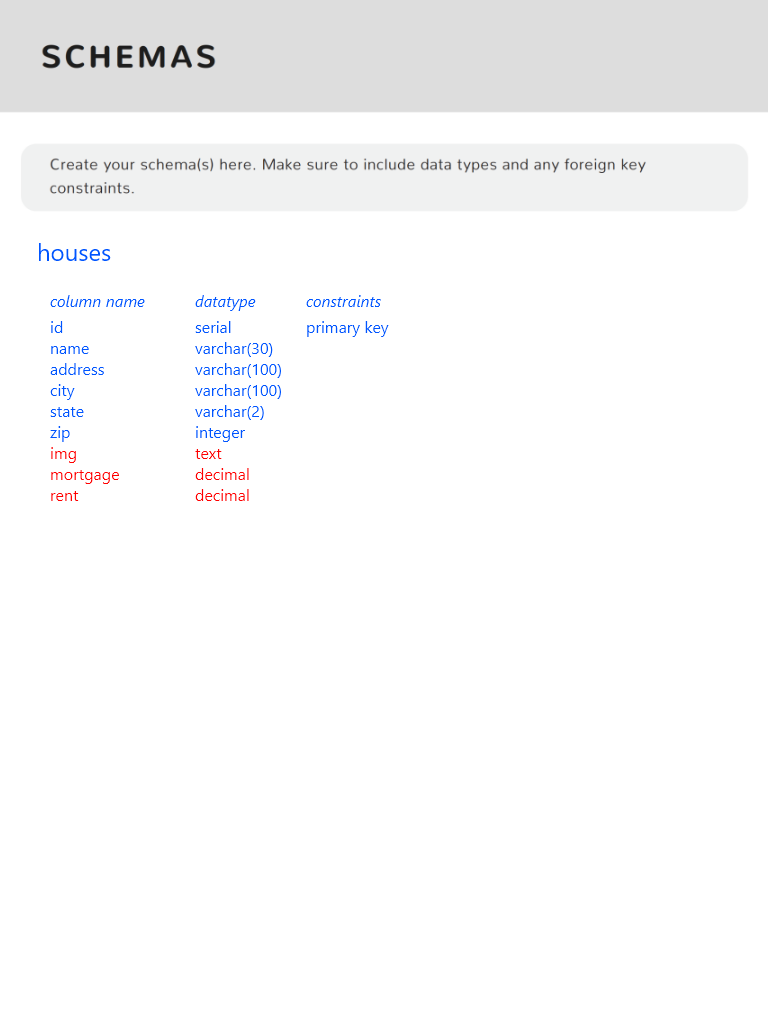 SCHEMAS
Create your schema(s) here. Make sure to include data types and any foreign key
constraints.
houses
column name datatype constraints
id serial primary key
name varchar(30)
address varchar(100)
city varchar(100)
state varchar(2)
zip integer
img text
mortgage decimal
rent decimal